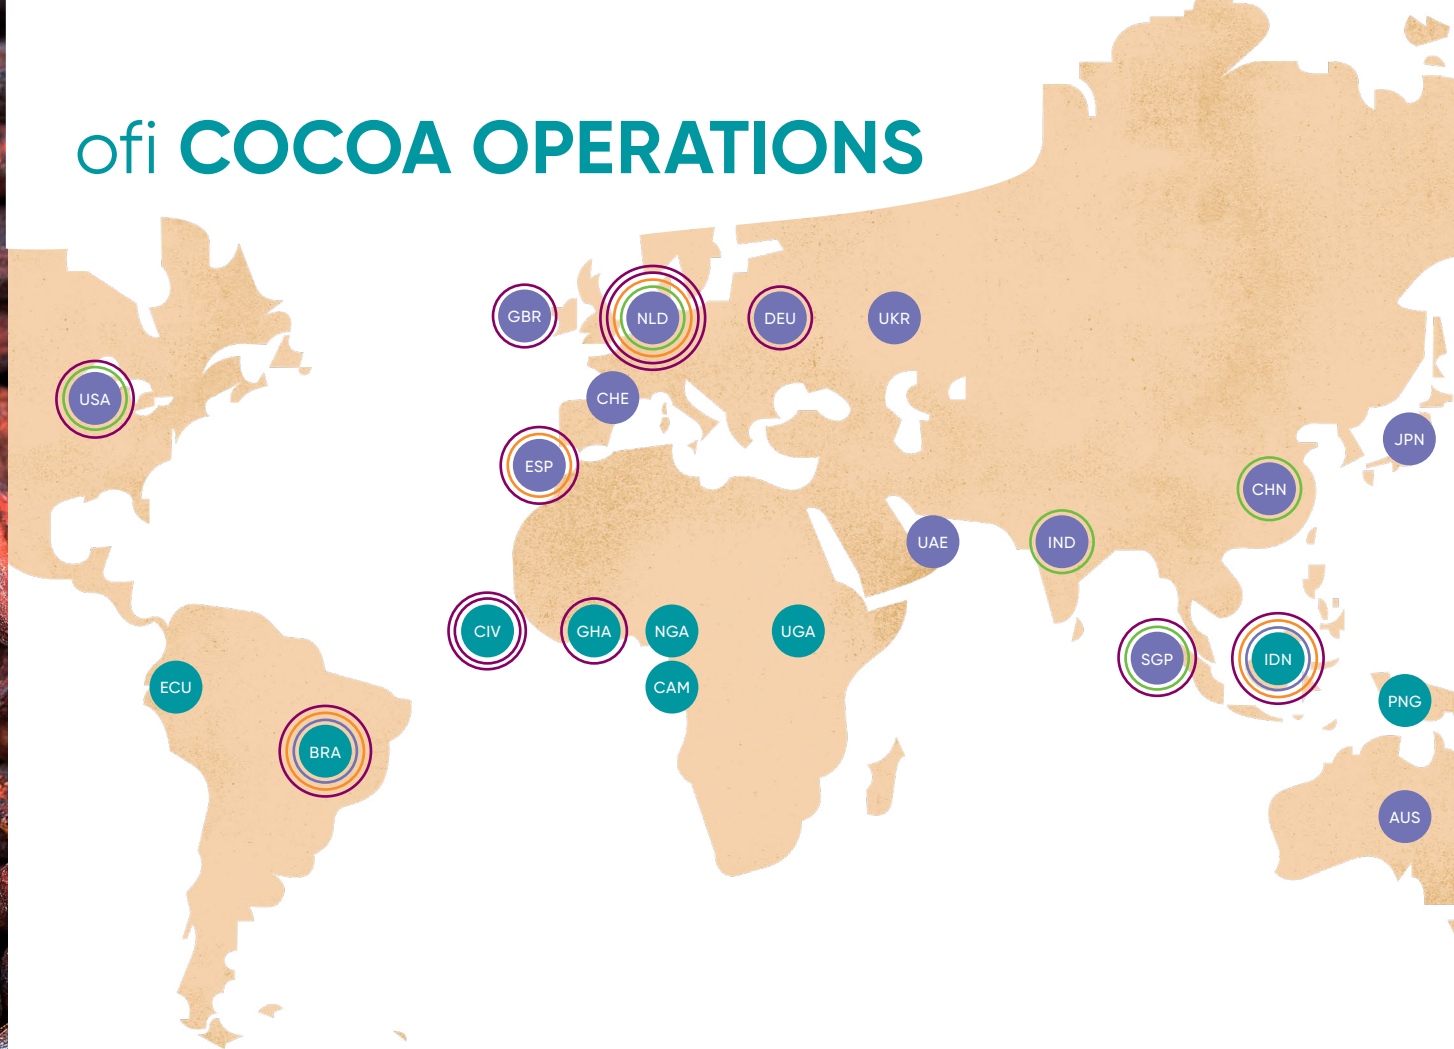 ofi COCOA OPERATIONS
GBR
NLD
DEU
UKR
USA
CHE
JPN
ESP
CHN
UAE
IND
CIV
GHA
NGA
UGA
SGP
IDN
ECU
CAM
PNG
BRA
AUS